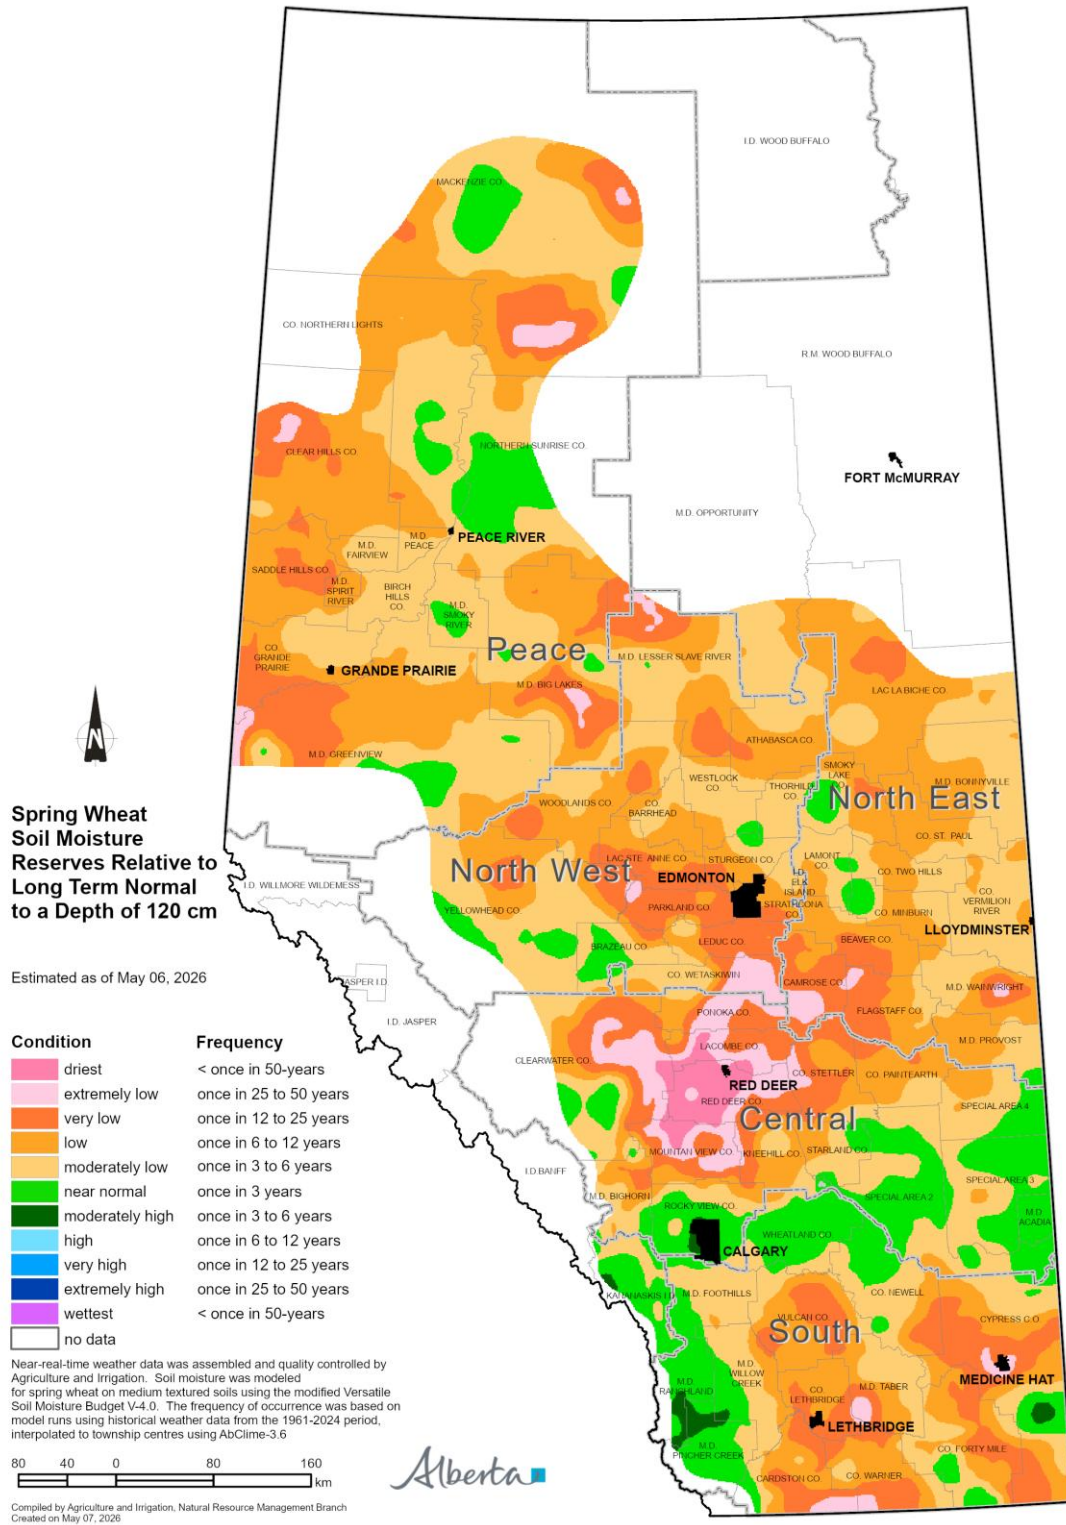 I.D. WOOD BUFFALO
MACKENZIE CO.
CO. NORTHERN LIGHTS
R.M. WOOD BUFFALO
CLEAR HILLS CO.
NORTHERN SUNRISE CO.
FORT McMURRAY
M.D. OPPORTUNITY
PEACE RIVER
M.D.
PEACE
M.D.
FAIRVIEW
SADDLE HILLS CO.
M.D.
SPIRIT
RIVER
BIRCH
HILLS
CO.
M.D.
SMOKY
RIVER
Peace
CO.
GRANDE
PRAIRIE
GRANDE PRAIRIE
M.D. LESSER SLAVE RIVER
M.D. BIG LAKES
LAC LA BICHE CO.
N
M.D. GREENVIEW
ATHABASCA CO.
WESTLOCK
CO.
THORHILD
CO.
SMOKY
LAKE
M.D. BONNYVILLE
North East
WOODLANDS CO.
CO.
BARRHEAD
CO. ST. PAUL
Spring Wheat
Soil Moisture
Reserves Relative to
Long Term Normal
to a Depth of 120 cm
North West
LAC STE. ANNE CO.
STURGEON CO.
LAMONT
CO.
CO. TWO HILLS
EDMONTON
I.D.
ELK
ISLAND
STRATHCONA
CO.
PARKLAND CO.
CO.
VERMILION
RIVER
CO. MINBURN
LLOYDMINSTER
I.D. WILLMORE WILDERNESS
YELLOWHEAD CO.
BRAZEAU CO.
LEDUC CO.
BEAVER CO.
CO. WETASKIWIN
CAMROSE CO.
M.D. WAINWRIGHT
Estimated as of May 06, 2026
JASPER I.D.
I.D. JASPER
PONOKA CO.
FLAGSTAFF CO.
M.D. PROVOST
LACOMBE CO.
CLEARWATER CO.
CO. STETTLER
CO. PAINTEARTH
RED DEER
RED DEER CO.
SPECIAL AREA 4
Central
MOUNTAIN VIEW CO.
KNEEHILL CO.
STARLAND CO.
I.D.BANFF
SPECIAL AREA 3
M.D. BIGHORN
ROCKY VIEW CO.
SPECIAL AREA 2
M.D.
ACADIA
WHEATLAND CO.
CALGARY
KANANASKIS I.D.
M.D. FOOTHILLS
CO. NEWELL
VULCAN CO.
South
CYPRESS C.O
M.D.
WILLOW
CREEK
MEDICINE HAT
M.D.
RANCHLAND
CO.
LETHBRIDGE
M.D. TABER
LETHBRIDGE
M.D.
PINCHER CREEK
CO. FORTY MILE
CARDSTON CO.
CO. WARNER
Condition Frequency
driest < once in 50-years
extremely low once in 25 to 50 years
very low once in 12 to 25 years
low once in 6 to 12 years
moderately low once in 3 to 6 years
near normal once in 3 years
moderately high once in 3 to 6 years
high once in 6 to 12 years
very high once in 12 to 25 years
extremely high once in 25 to 50 years
wettest < once in 50-years
no data
Near-real-time weather data was assembled and quality controlled by
Agriculture and Irrigation. Soil moisture was modeled
for spring wheat on medium textured soils using the modified Versatile
Soil Moisture Budget V-4.0. The frequency of occurrence was based on
model runs using historical weather data from the 1961-2024 period,
interpolated to township centres using AbClime-3.6
80 40 0 80 160
km
Alberta
Compiled by Agriculture and Irrigation, Natural Resource Management Branch
Created on May 07, 2026